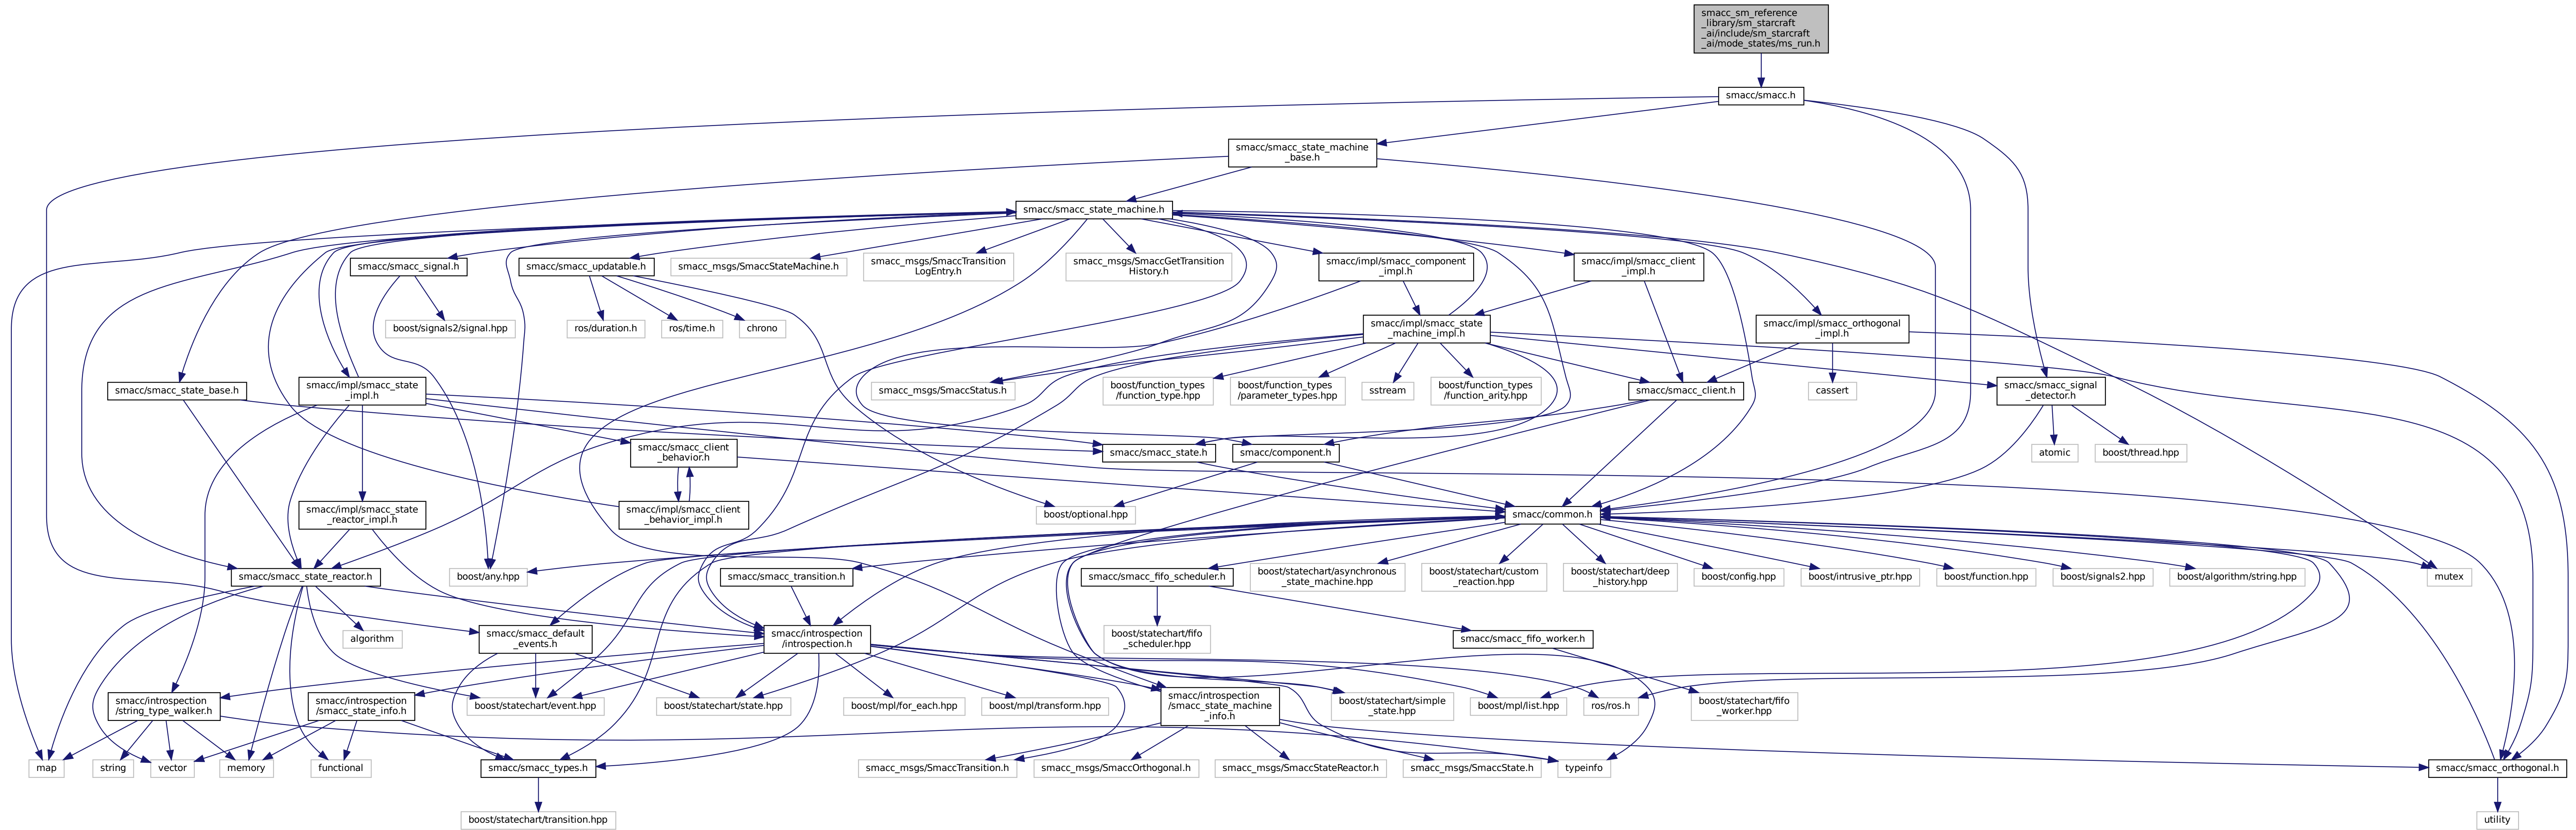 smacc_sm_reference
_library/sm_starcraft
_ai/include/sm_starcraft
_ai/mode_states/ms_run.h
smacc/smacc.h
smacc/smacc_state_machine
_base.h
smacc/smacc_state_machine.h
smacc/smacc_signal.h
smacc/smacc_updatable.h
smacc_msgs/SmaccStateMachine.h
smacc_msgs/SmaccTransition
LogEntry.h
smacc_msgs/SmaccGetTransition
History.h
smacc/impl/smacc_component
_impl.h
smacc/impl/smacc_client
_impl.h
boost/signals2/signal.hpp
ros/duration.h
ros/time.h
chrono
smacc/impl/smacc_state
_machine_impl.h
smacc/impl/smacc_orthogonal
_impl.h
smacc/smacc_state_base.h
smacc/impl/smacc_state
_impl.h
smacc_msgs/SmaccStatus.h
boost/function_types
/function_type.hpp
boost/function_types
/parameter_types.hpp
sstream
boost/function_types
/function_arity.hpp
smacc/smacc_client.h
cassert
smacc/smacc_signal
_detector.h
smacc/smacc_client
_behavior.h
smacc/smacc_state.h
smacc/component.h
atomic
boost/thread.hpp
smacc/impl/smacc_state
_reactor_impl.h
smacc/impl/smacc_client
_behavior_impl.h
boost/optional.hpp
smacc/common.h
smacc/smacc_state_reactor.h
boost/any.hpp
smacc/smacc_transition.h
smacc/smacc_fifo_scheduler.h
boost/statechart/asynchronous
_state_machine.hpp
boost/statechart/custom
_reaction.hpp
boost/statechart/deep
_history.hpp
boost/config.hpp
boost/intrusive_ptr.hpp
boost/function.hpp
boost/signals2.hpp
boost/algorithm/string.hpp
mutex
algorithm
smacc/smacc_default
_events.h
smacc/introspection
/introspection.h
boost/statechart/fifo
_scheduler.hpp
smacc/smacc_fifo_worker.h
smacc/introspection
/string_type_walker.h
smacc/introspection
/smacc_state_info.h
boost/statechart/event.hpp
boost/statechart/state.hpp
boost/mpl/for_each.hpp
boost/mpl/transform.hpp
smacc/introspection
/smacc_state_machine
_info.h
boost/statechart/simple
_state.hpp
boost/mpl/list.hpp
ros/ros.h
boost/statechart/fifo
_worker.hpp
map
string
vector
memory
functional
smacc/smacc_types.h
smacc_msgs/SmaccTransition.h
smacc_msgs/SmaccOrthogonal.h
smacc_msgs/SmaccStateReactor.h
smacc_msgs/SmaccState.h
typeinfo
smacc/smacc_orthogonal.h
boost/statechart/transition.hpp
utility